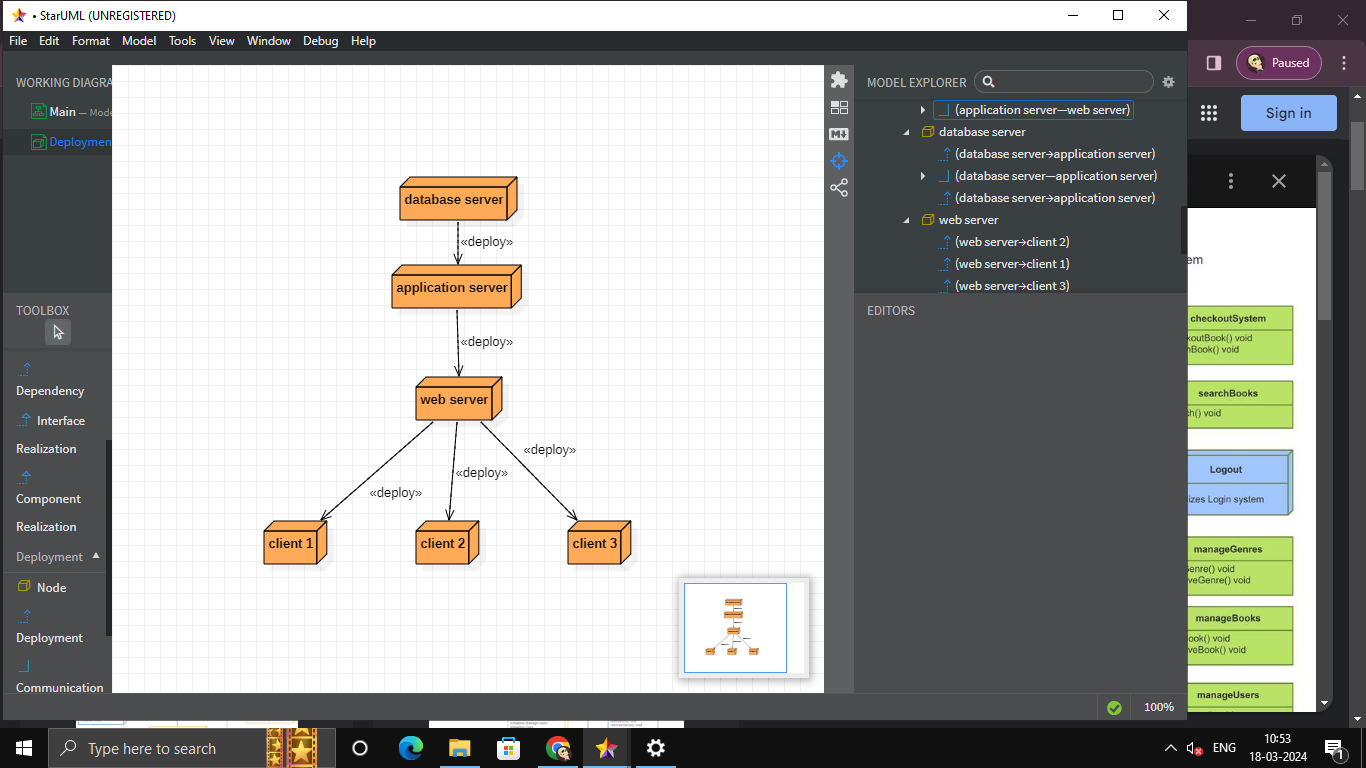 • StarUML (UNREGISTERED)
File Edit Format Model Tools View Window Debug Help
WORKING DIAGRA
Main — Mode
Deploymen
TOOLBOX
Dependency
Interface
Realization
Component
Realization
Deployment
Node
Deployment
Communication
database server
«deploy»
application server
«deploy»
web server
«deploy»
«deploy»
«deploy»
client 1
client 2
client 3
MODEL EXPLORER
(application server—web server)
database server
(database server→application server)
(database server—application server)
(database server→application server)
web server
(web server→client 2)
(web server→client 1)
(web server→client 3)
EDITORS
100%
Paused
Sign in
em
checkoutSystem
koutBook() void
nBook() void
searchBooks
ch() void
Logout
izes Login system
manageGenres
Genre() void
veGenre() void
manageBooks
ook() void
veBook() void
manageUsers
Type here to search
ENG
10:53
18-03-2024
1